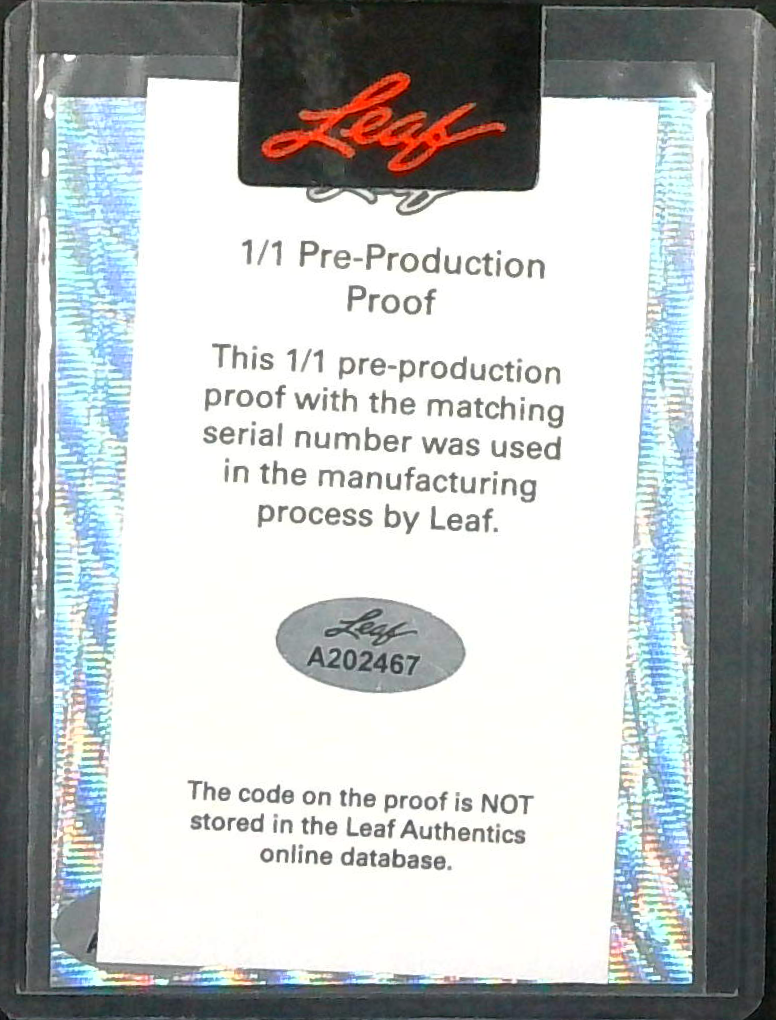 Leaf
1/1 Pre-Production
Proof
This 1/1 pre-production
proof with the matching
serial number was used
in the manufacturing
process by Leaf.
Leaf
A202467
The code on the proof is NOT
stored in the Leaf Authentics
online database.